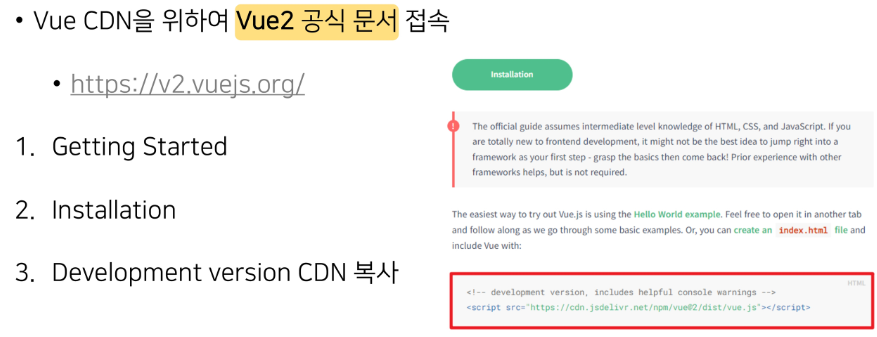 • Vue CDN을 위하여 Vue2 공식 문서 접속
• https://v2.vuejs.org/
1. Getting Started
2. Installation
3. Development version CDN 복사
Installation
!
The official guide assumes intermediate level knowledge of HTML, CSS, and JavaScript. If you
are totally new to frontend development, it might not be the best idea to jump right into a
framework as your first step - grasp the basics then come back! Prior experience with other
frameworks helps, but is not required.
The easiest way to try out Vue.js is using the Hello World example. Feel free to open it in another tab
and follow along as we go through some basic examples. Or, you can create an index.html file and
include Vue with:
HTML
<!-- development version, includes helpful console warnings -->
<script src="https://cdn.jsdelivr.net/npm/vue@2/dist/vue.js"></script>